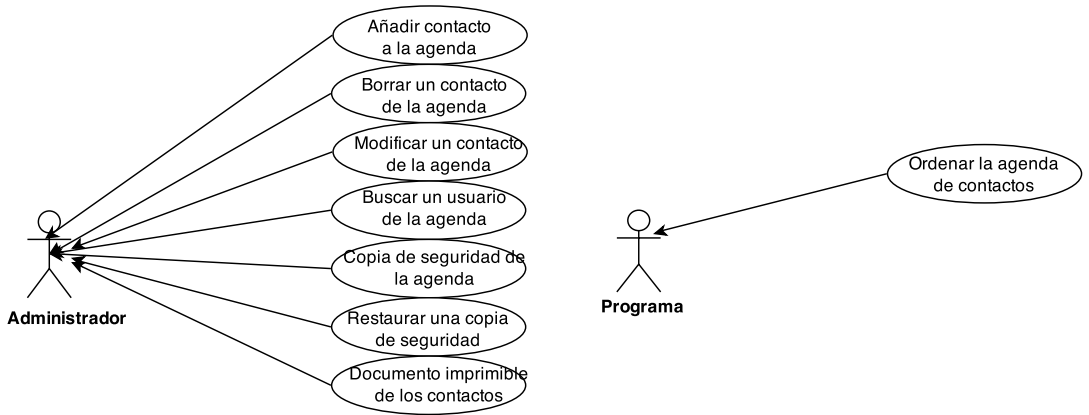 Añadir contacto
a la agenda
Borrar un contacto
de la agenda
Modificar un contacto
de la agenda
Buscar un usuario
de la agenda
Copia de seguridad de
la agenda
Restaurar una copia
de seguridad
Documento imprimible
de los contactos
Administrador
Ordenar la agenda
de contactos
Programa